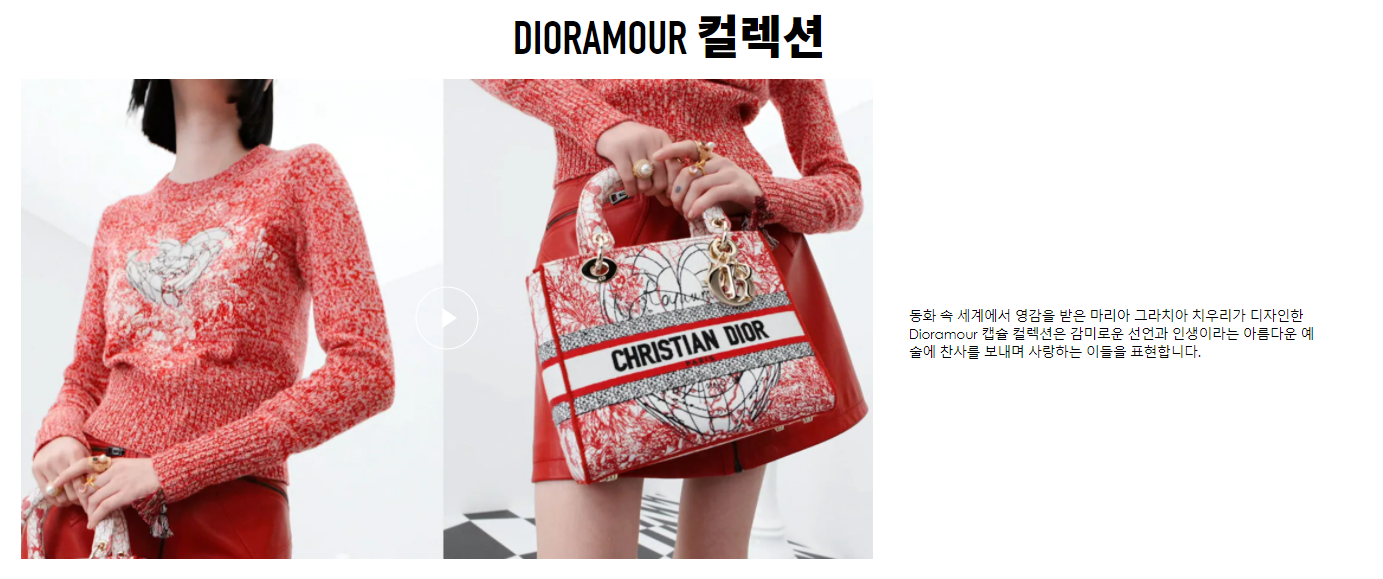 DIORAMOUR 컬렉션
CHRISTIAN DIOR
PARIS
동화 속 세계에서 영감을 받은 마리아 그라치아 치우리가 디자인한
Dioramour 캡슐 컬렉션은 감미로운 선언과 인생이라는 아름다운 예
술에 찬사를 보내며 사랑하는 이들을 표현합니다.